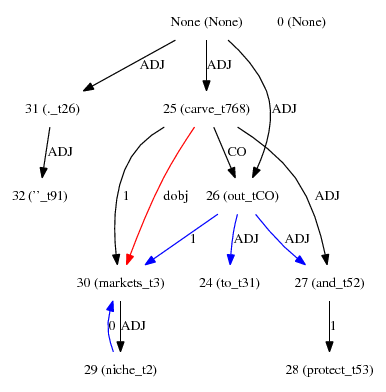 None (None) 0 (None)
ADJ ADJ
31 (._t26) 25 (carve_t768) ADJ
ADJ CO
32 (''_t91) 1 dobj 26 (out_tCO) ADJ
1 ADJ ADJ
30 (markets_t3) 24 (to_t31) 27 (and_t52)
0 ADJ 1
29 (niche_t2) 28 (protect_t53)